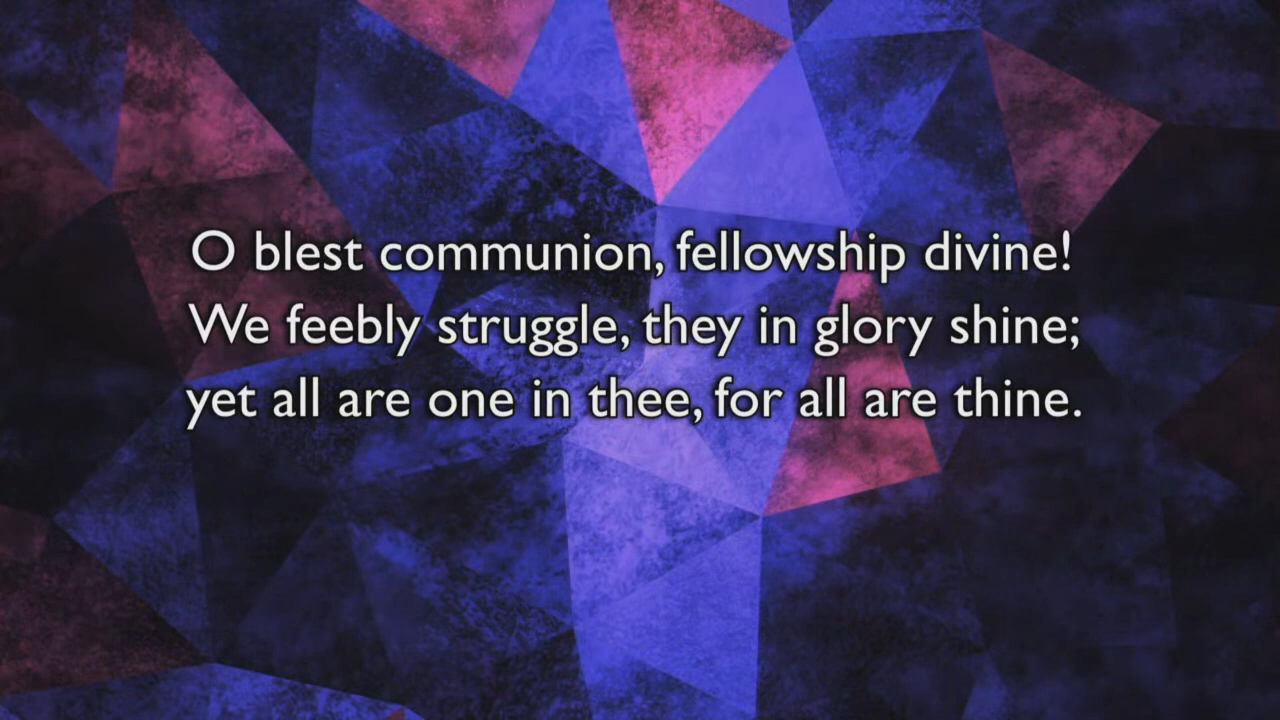 O blest communion, fellowship divine!
We feebly struggle, they in glory shine;
yet all are one in thee, for all are thine.